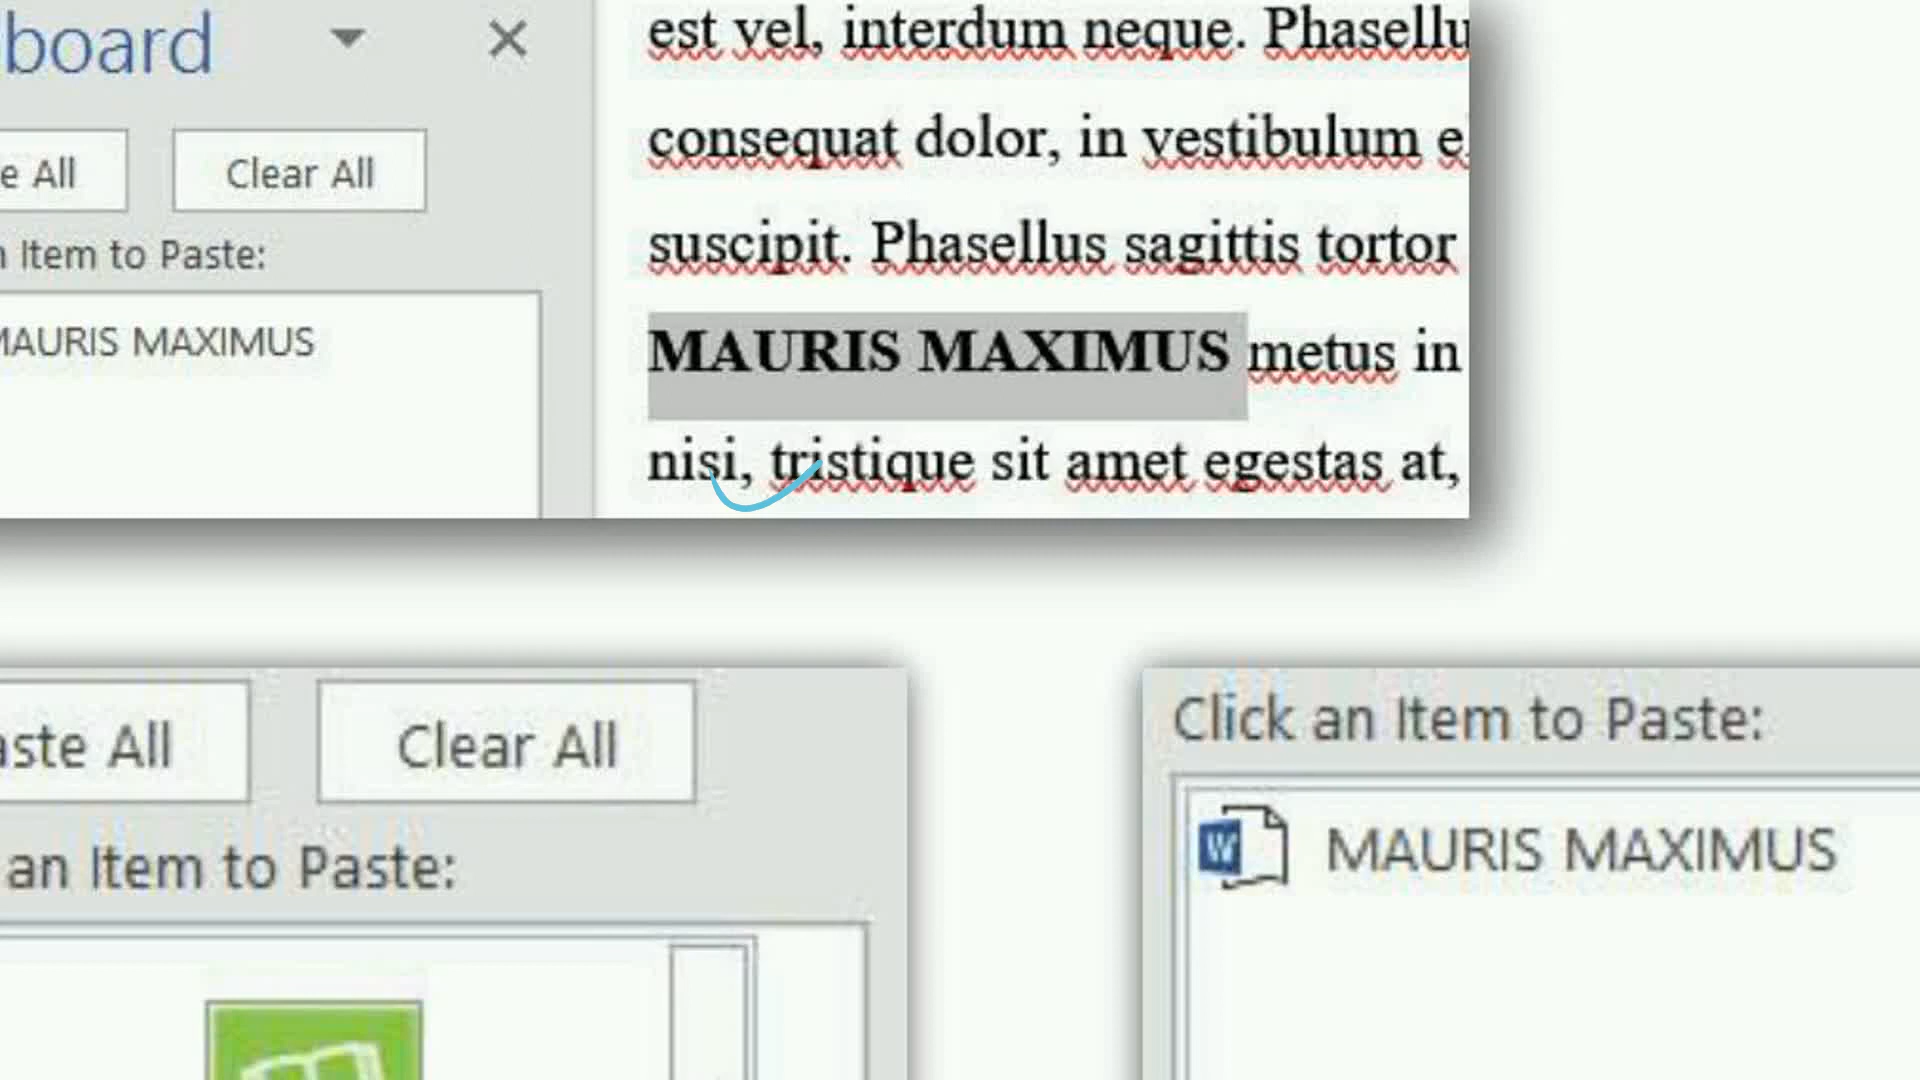 board
e All
Clear All
Item to Paste:
MAURIS MAXIMUS
est vel, interdum neque. Phasellu
consequat dolor, in vestibulum e
suscipit. Phasellus sagittis tortor
MAURIS MAXIMUS metus in
nisi, tristique sit amet egestas at,
aste All
Clear All
an Item to Paste:
Click an Item to Paste:
W
MAURIS MAXIMUS